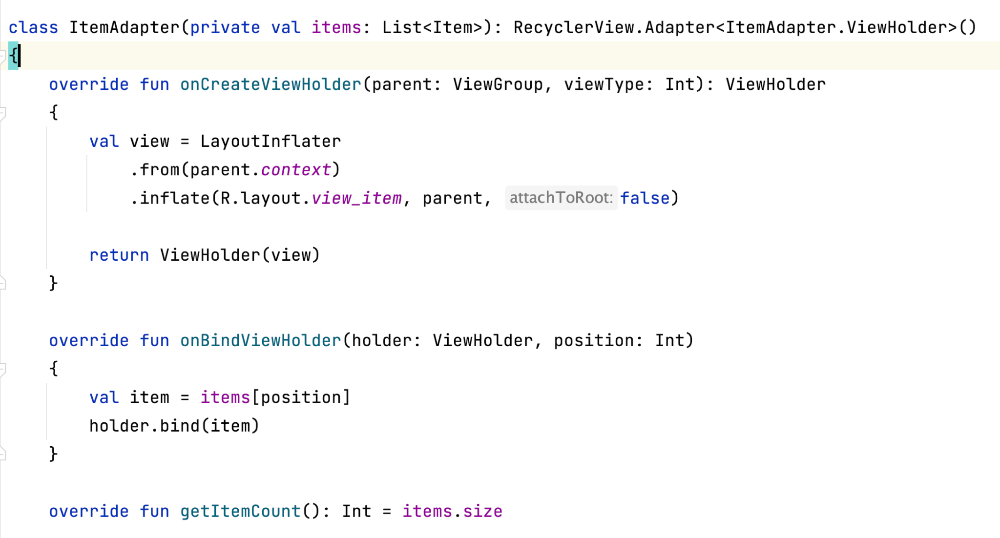 class ItemAdapter(private val items: List<Item>): RecyclerView.Adapter<ItemAdapter.ViewHolder>()
{
override fun onCreateViewHolder(parent: ViewGroup, viewType: Int): ViewHolder
{
val view = LayoutInflater
.from(parent.context)
.inflate(R.layout.view_item, parent, attachToRoot: false)
return ViewHolder(view)
}
override fun onBindViewHolder(holder: ViewHolder, position: Int)
{
val item = items[position]
holder.bind(item)
}
override fun getItemCount(): Int = items.size